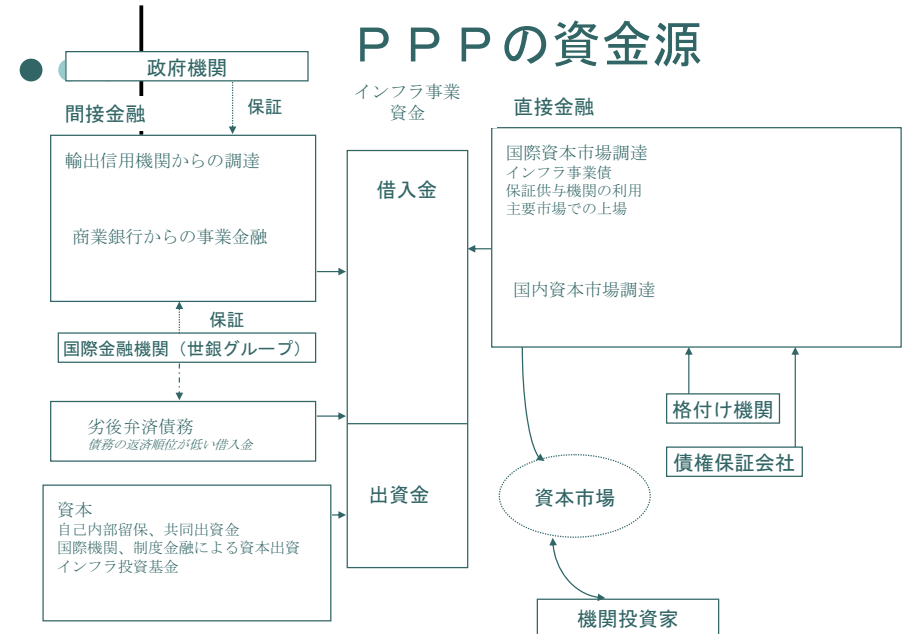 ＰＰＰの資金源
政府機関
保証
間接金融
インフラ事業
資金
直接金融
輸出信用機関からの調達
商業銀行からの事業金融
借入金
国際資本市場調達
インフラ事業債
保証供与機関の利用
主要市場での上場
国内資本市場調達
保証
国際金融機関（世銀グループ）
劣後弁済債務
債務の返済順位が低い借入金
格付け機関
債権保証会社
資本
自己内部留保、共同出資金
国際機関、制度金融による資本出資
インフラ投資基金
出資金
資本市場
機関投資家